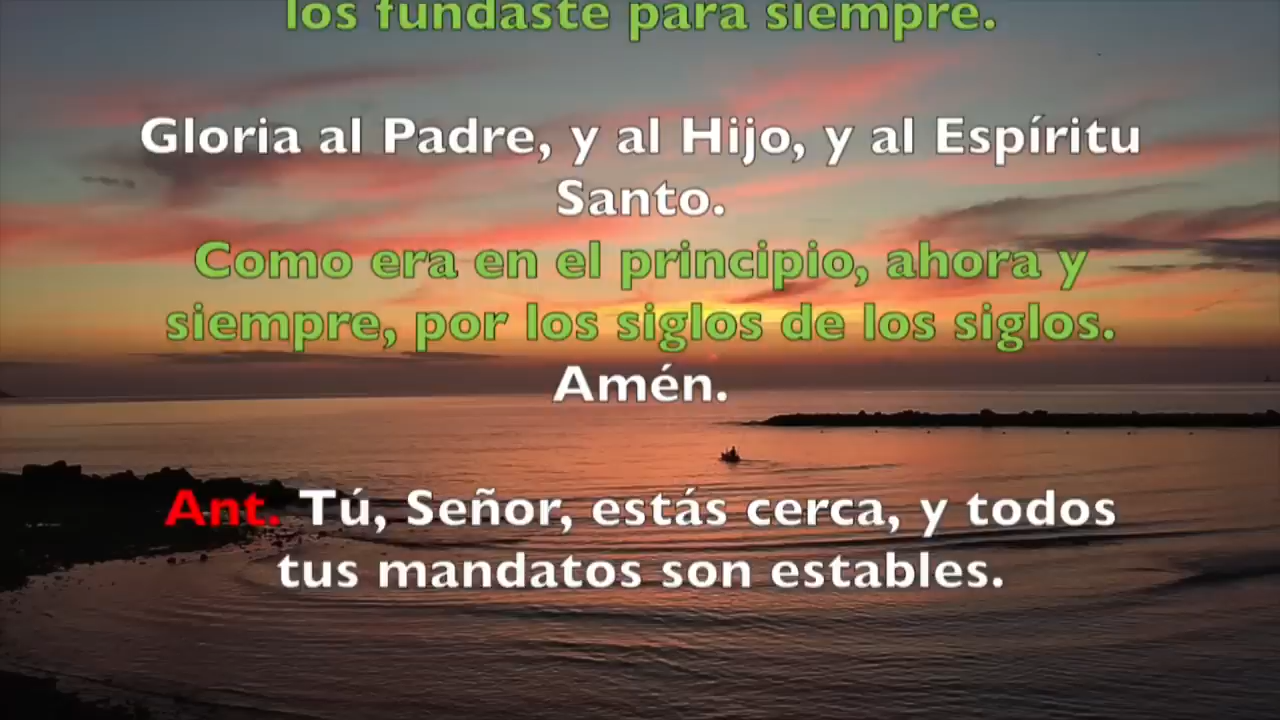 los fundaste para siempre.
Gloria al Padre, y al Hijo, y al Espíritu
Santo.
Como era en el principio, ahora y
siempre, por los siglos de los siglos.
Amén.
Ant. Tú, Señor, estás cerca, y todos
tus mandatos son estables.